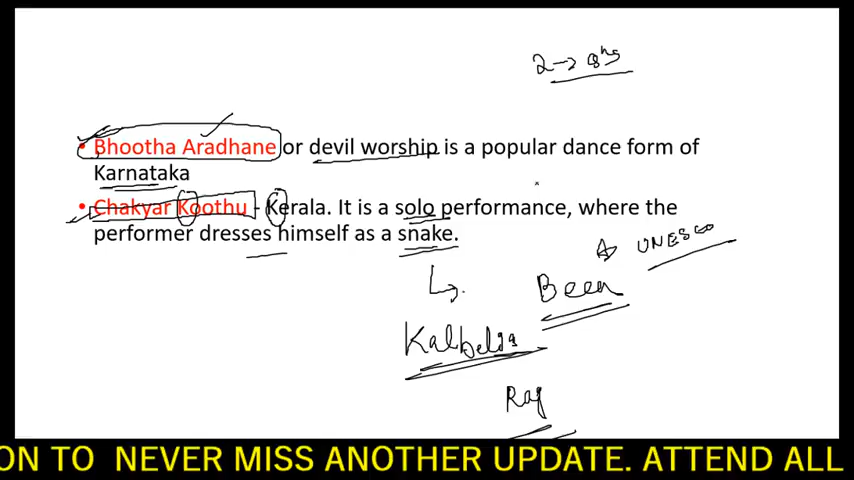 2 → 8 hrs
• Bhootha Aradhane or devil worship is a popular dance form of
Karnataka
• Chakyar Koothu - Kerala. It is a solo performance, where the
performer dresses himself as a snake.
UNESCO
Been
Kalbelia
Raj
ON TO NEVER MISS ANOTHER UPDATE. ATTEND ALL